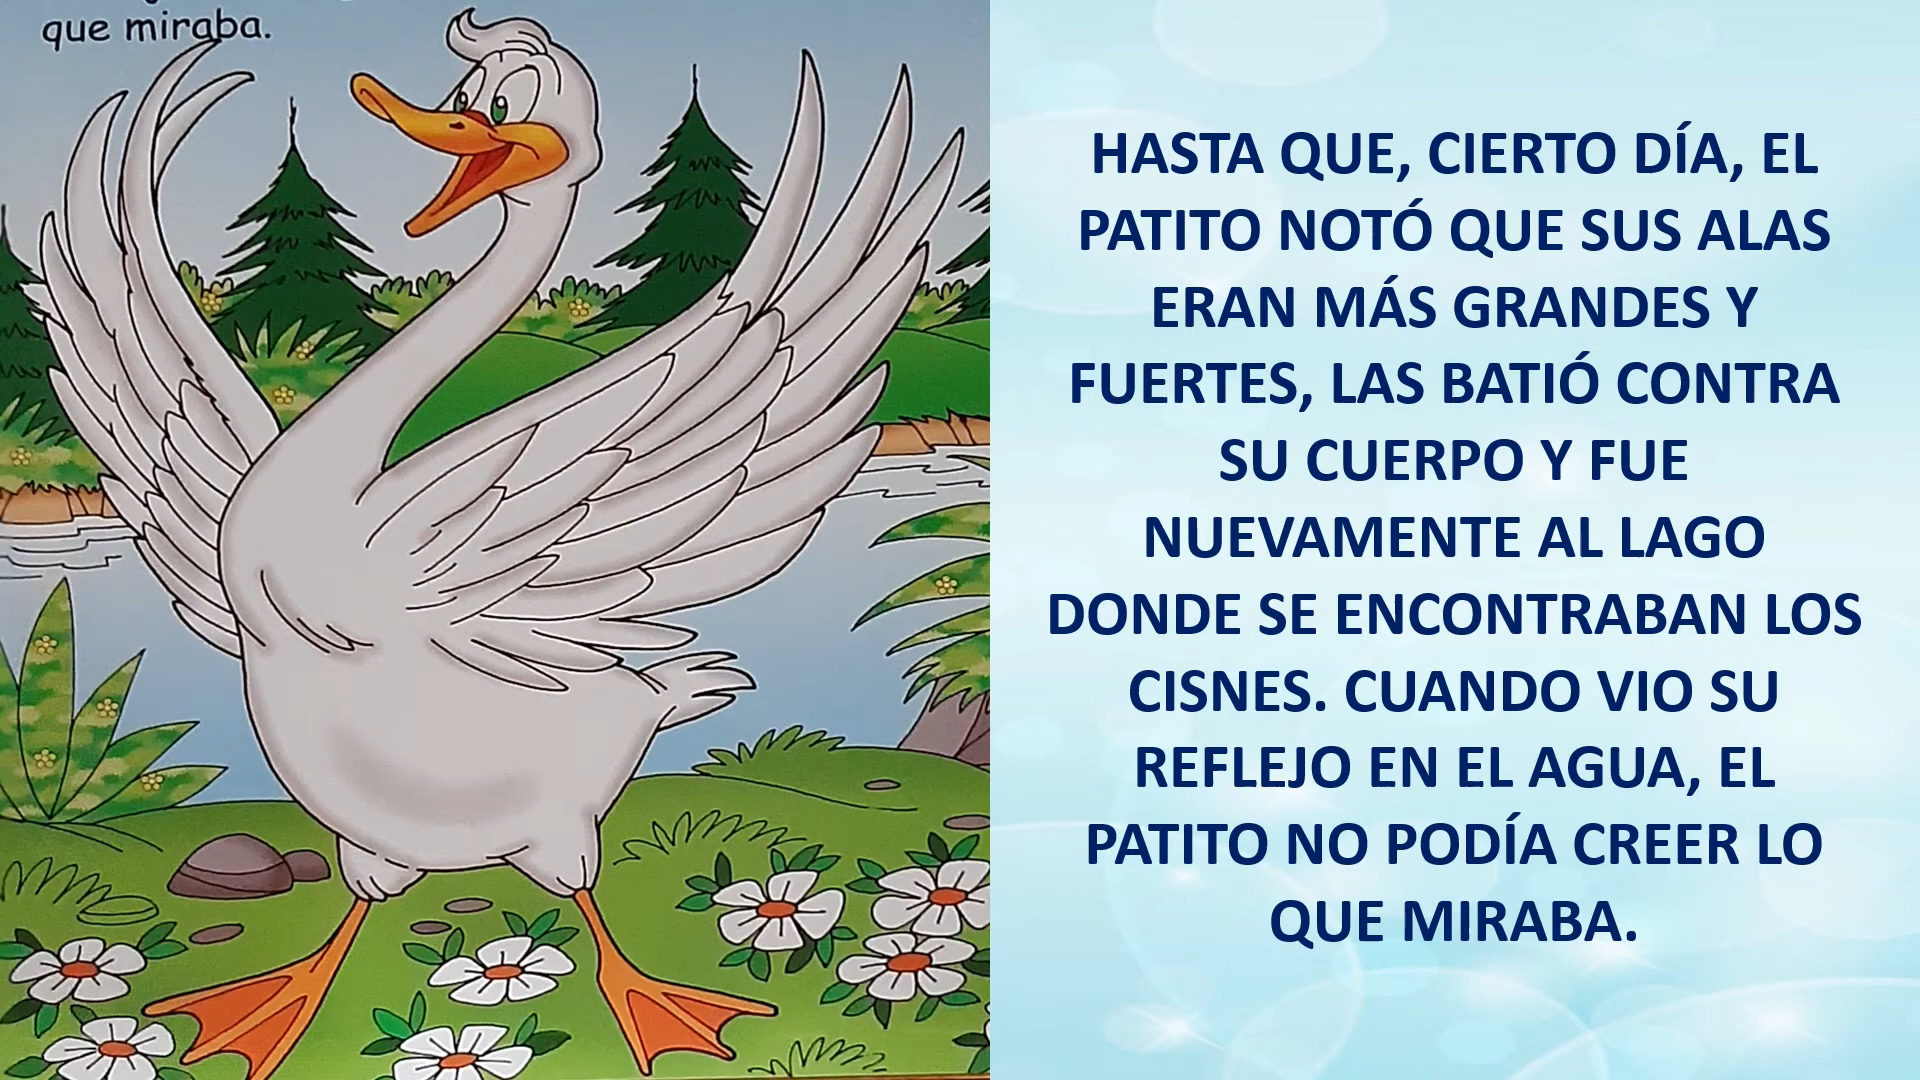 que miraba.
HASTA QUE, CIERTO DÍA, EL
PATITO NOTÓ QUE SUS ALAS
ERAN MÁS GRANDES Y
FUERTES, LAS BATIÓ CONTRA
SU CUERPO Y FUE
NUEVAMENTE AL LAGO
DONDE SE ENCONTRABAN LOS
CISNES. CUANDO VIO SU
REFLEJO EN EL AGUA, EL
PATITO NO PODÍA CREER LO
QUE MIRABA.